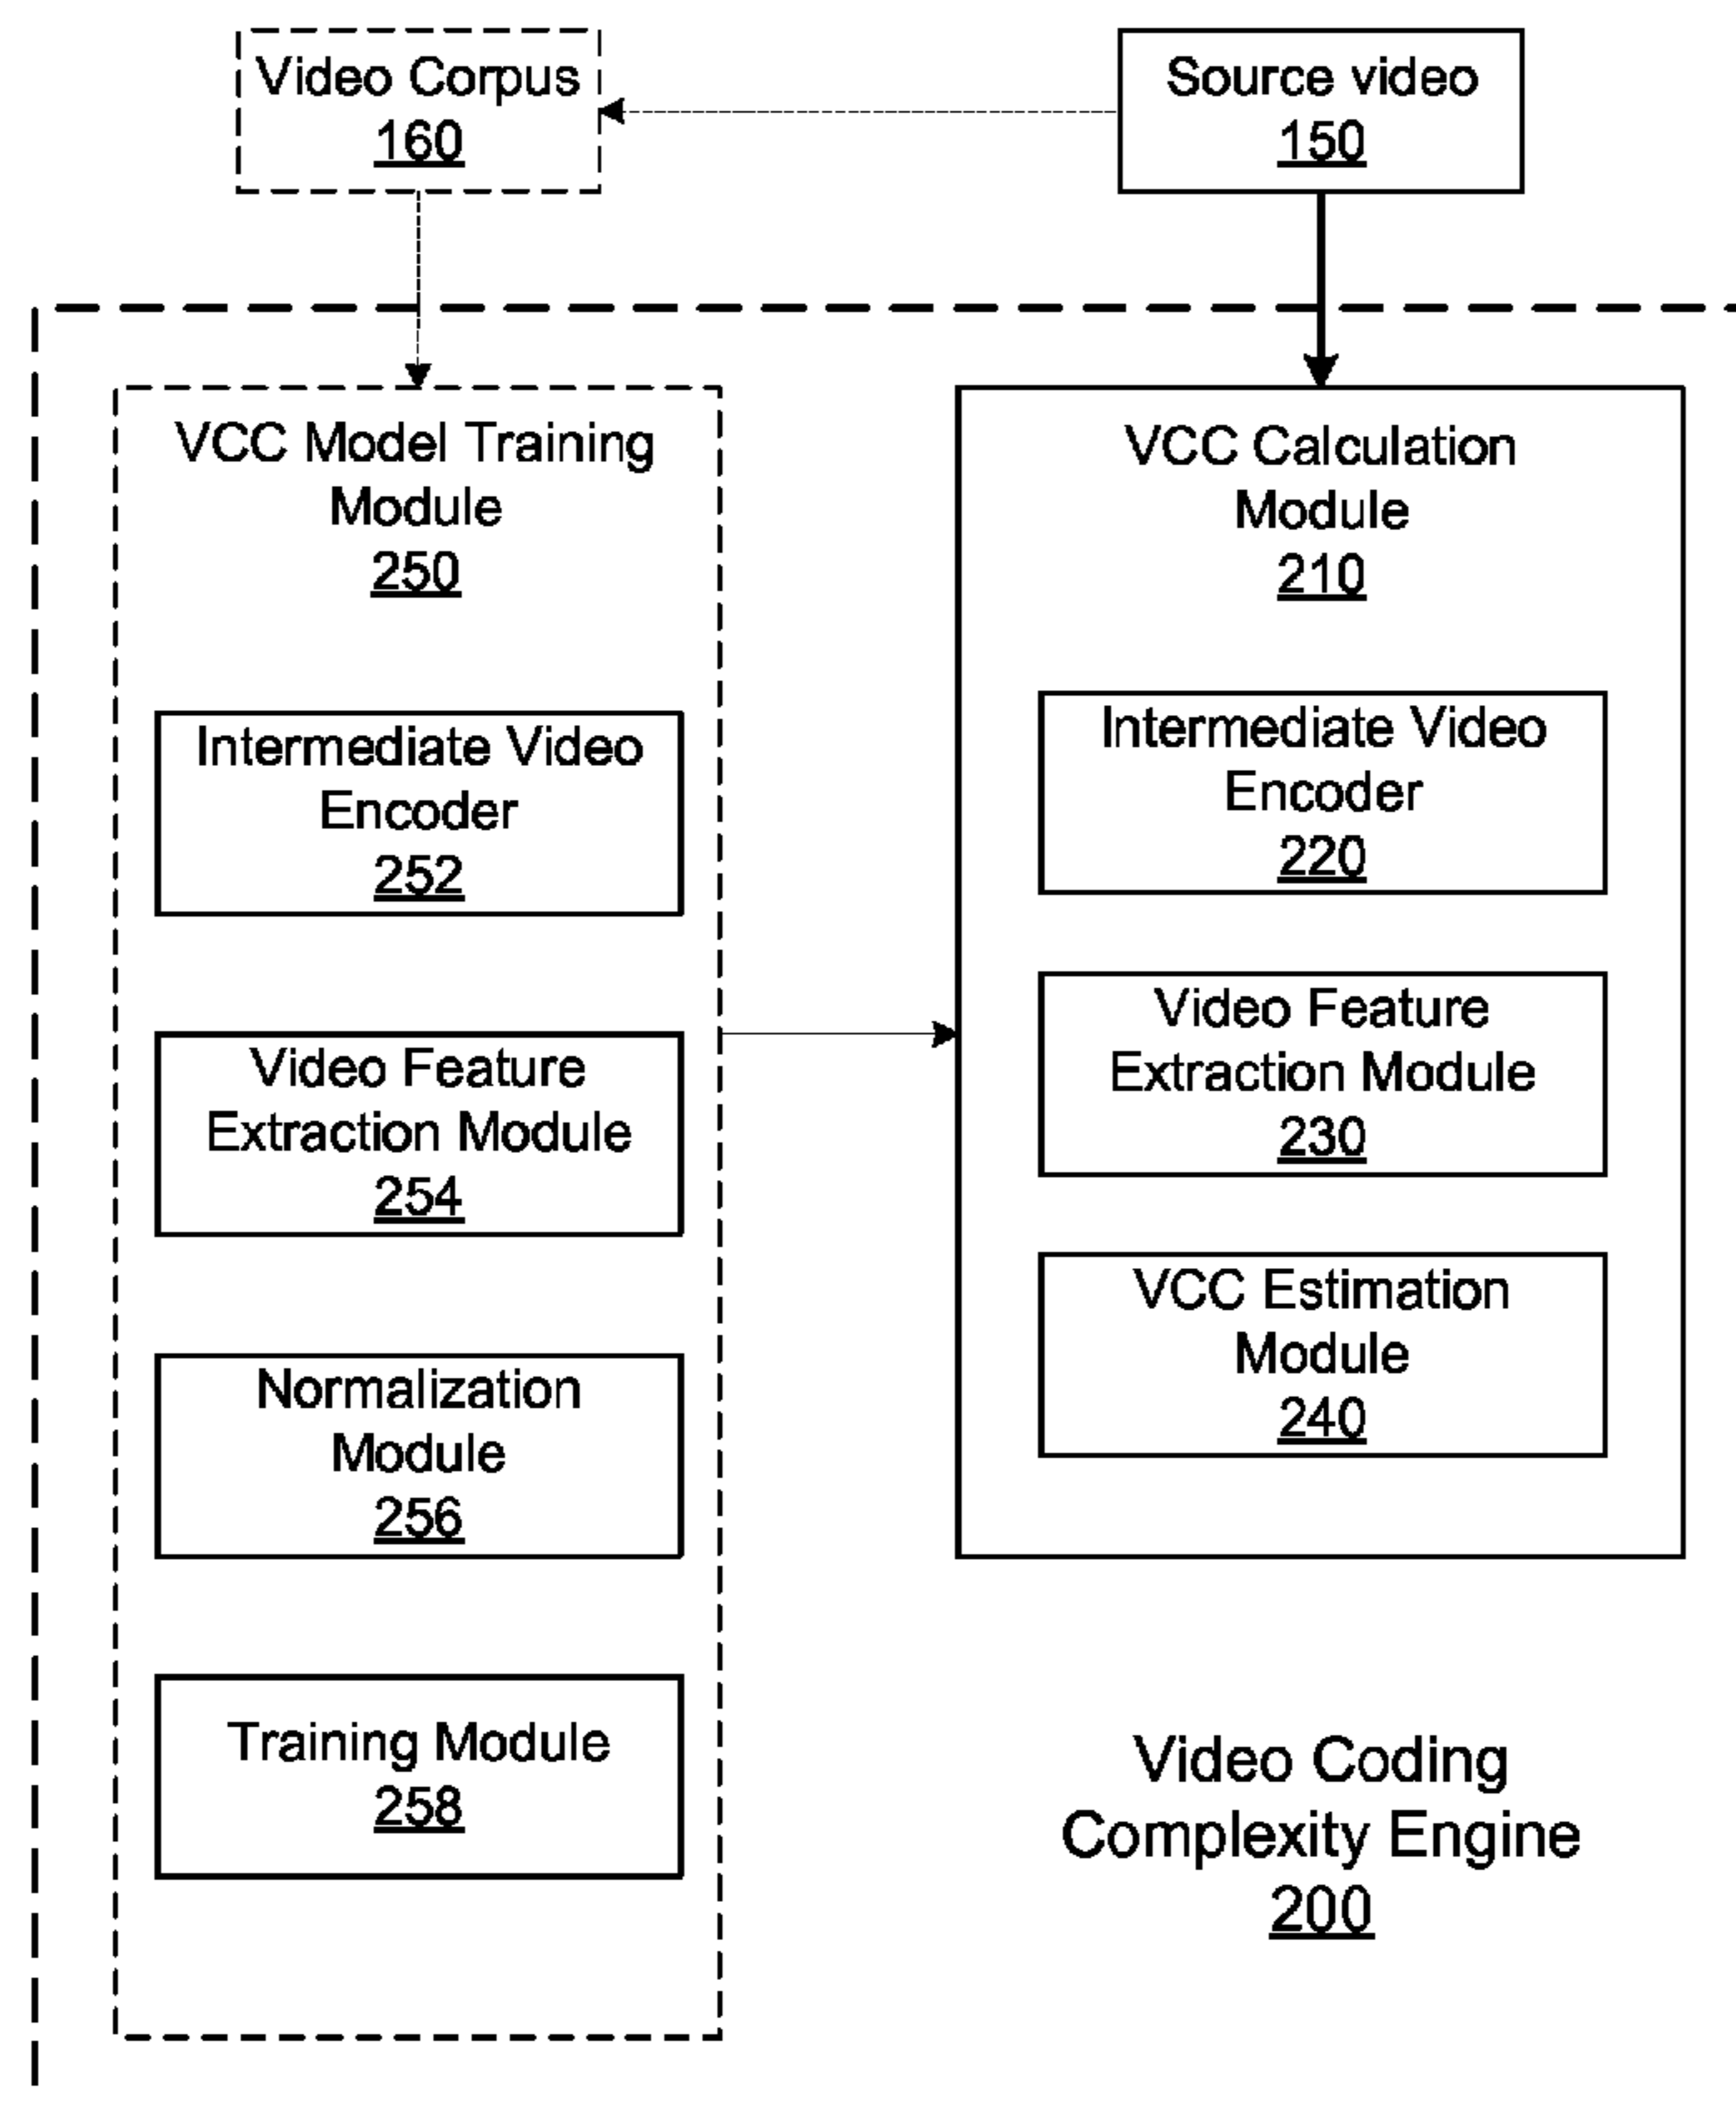 Video Corpus
160
Source video
150
VCC Model Training
Module
250
Intermediate Video
Encoder
252
Video Feature
Extraction Module
254
Normalization
Module
256
Training Module
258
VCC Calculation
Module
210
Intermediate Video
Encoder
220
Video Feature
Extraction Module
230
VCC Estimation
Module
240
Video Coding
Complexity Engine
200